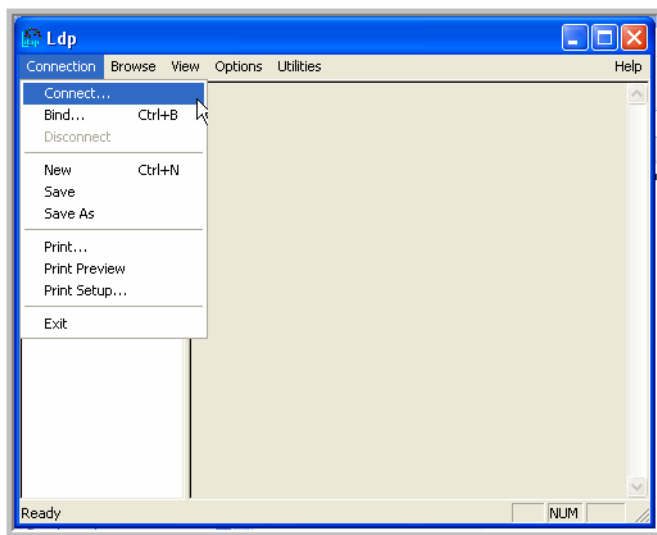 Ldp
Connection Browse View Options Utilities Help
Connect...
Bind... Ctrl+B
Disconnect
New Ctrl+N
Save
Save As
Print...
Print Preview
Print Setup...
Exit
Ready NUM